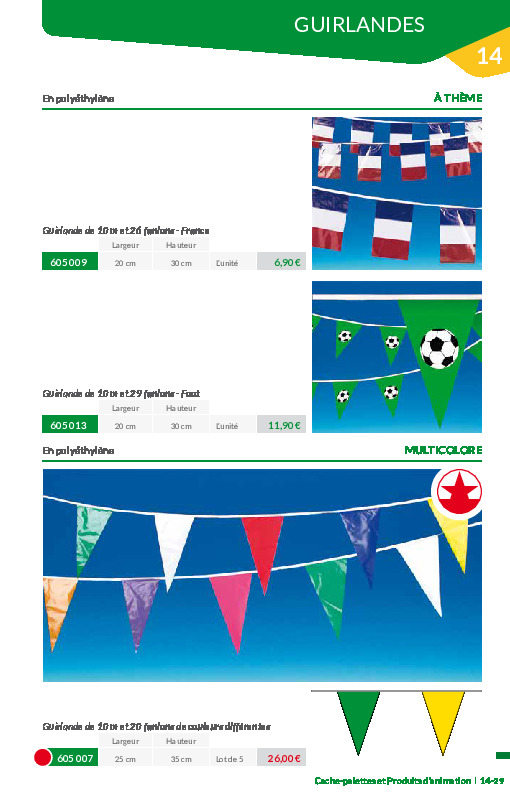 GUIRLANDES
14
En polyéthylène
À THÈME
Guirlande de 10 m et 26 fanions - France
Largeur Hauteur
605009 20 cm 30 cm L'unité 6,90 €
Guirlande de 10 m et 29 fanions - Foot
Largeur Hauteur
605013 20 cm 30 cm L'unité 11,90 €
En polyéthylène
MULTICOLORE
Guirlande de 10 m et 20 fanions de couleurs différentes
Largeur Hauteur
605007 25 cm 35 cm Lot de 5 26,00 €
Cache-palettes et Produits d'animation | 14-29